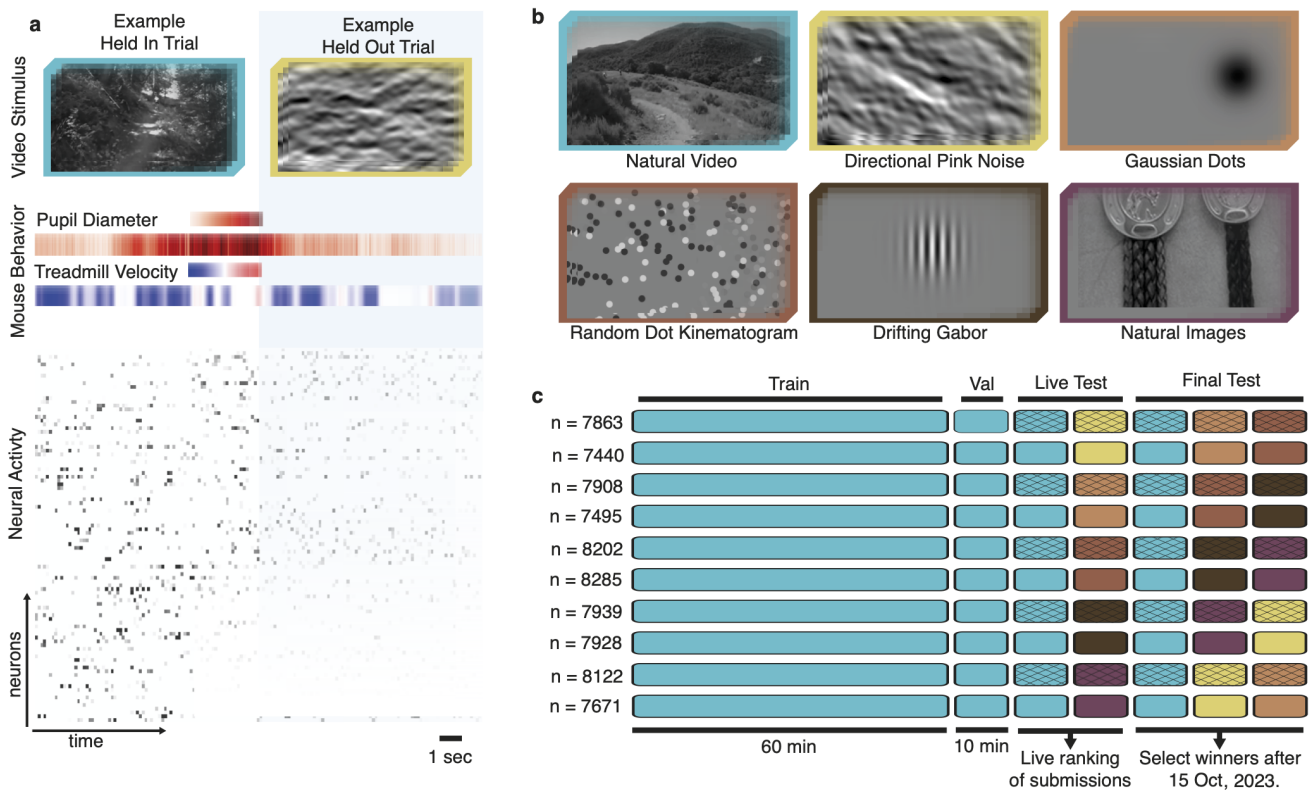 a
Example
Held In Trial
Example
Held Out Trial
Video Stimulus
Mouse Behavior
Pupil Diameter
Treadmill Velocity
Neural Activty
neurons
time
1 sec
b
Natural Video
Directional Pink Noise
Gaussian Dots
Random Dot Kinematogram
Drifting Gabor
Natural Images
c
Train
Val
Live Test
Final Test
n = 7863
n = 7440
n = 7908
n = 7495
n = 8202
n = 8285
n = 7939
n = 7928
n = 8122
n = 7671
60 min
10 min
Live ranking
of submissions
Select winners after
15 Oct, 2023.